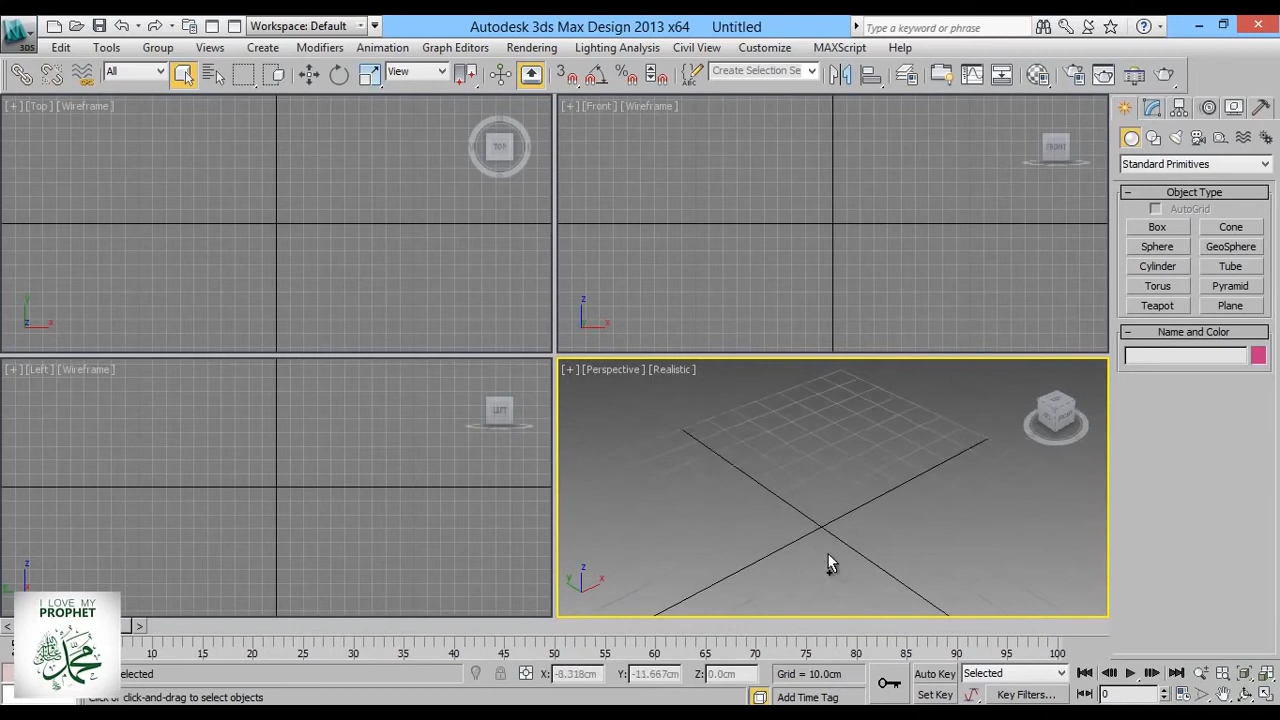 Workspace: Default
Autodesk 3ds Max Design 2013 x64 Untitled
Type a keyword or phrase
3DS
Edit Tools Group Views Create Modifiers Animation Graph Editors Rendering Lighting Analysis Civil View Customize MAXScript Help
All
View
3
ABC
Create Selection Se
[+] [Top] [Wireframe]
TOP
[+] [Front] [Wireframe]
FRONT
Standard Primitives
Object Type
AutoGrid
Box Cone
Sphere GeoSphere
Cylinder Tube
Torus Pyramid
Teapot Plane
Name and Color
y
z x
z
y x
[+] [Left] [Wireframe]
LEFT
[+] [Perspective] [Realistic]
FRONT
z
z
y x
I LOVE MY
PROPHET
محمد
< >
15 20 25 30 35 40 45 50 55 60 65 70 75 80 85 90 95 100
elected
X: -8.318cm Y: -11.667cm Z: 0.0cm
Grid = 10.0cm
Auto Key Selected
Click or click-and-drag to select objects
Add Time Tag
Set Key Key Filters...
0